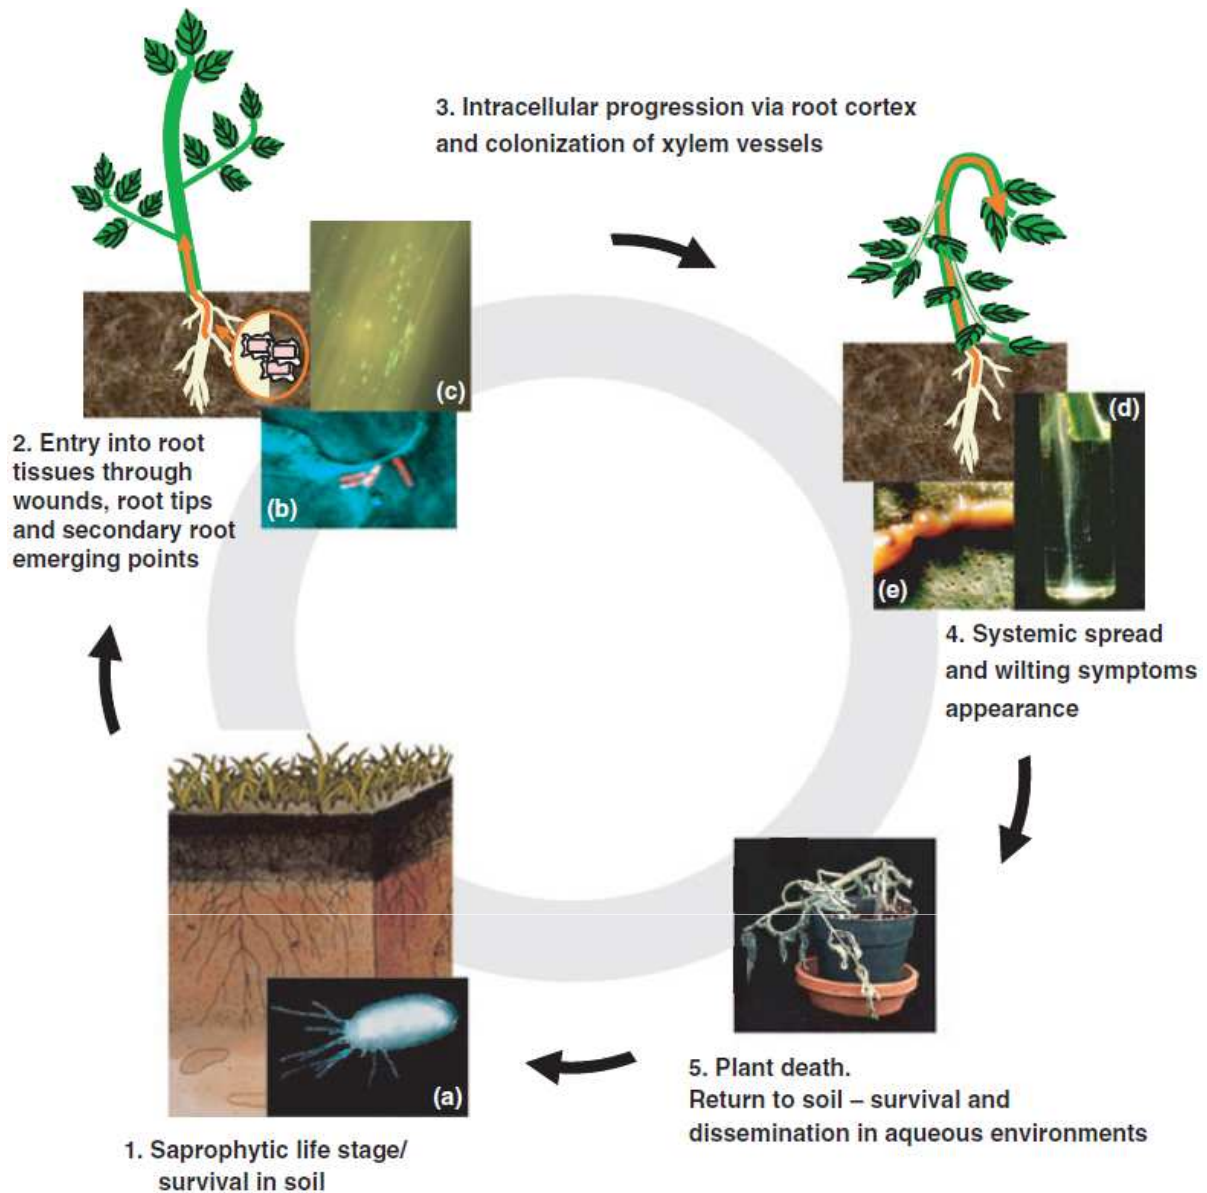 3. Intracellular progression via root cortex
and colonization of xylem vessels
(c)
(d)
2. Entry into root
tissues through
wounds, root tips
and secondary root
emerging points
(b)
(e)
4. Systemic spread
and wilting symptoms
appearance
(a)
5. Plant death.
Return to soil – survival and
dissemination in aqueous environments
1. Saprophytic life stage/
survival in soil